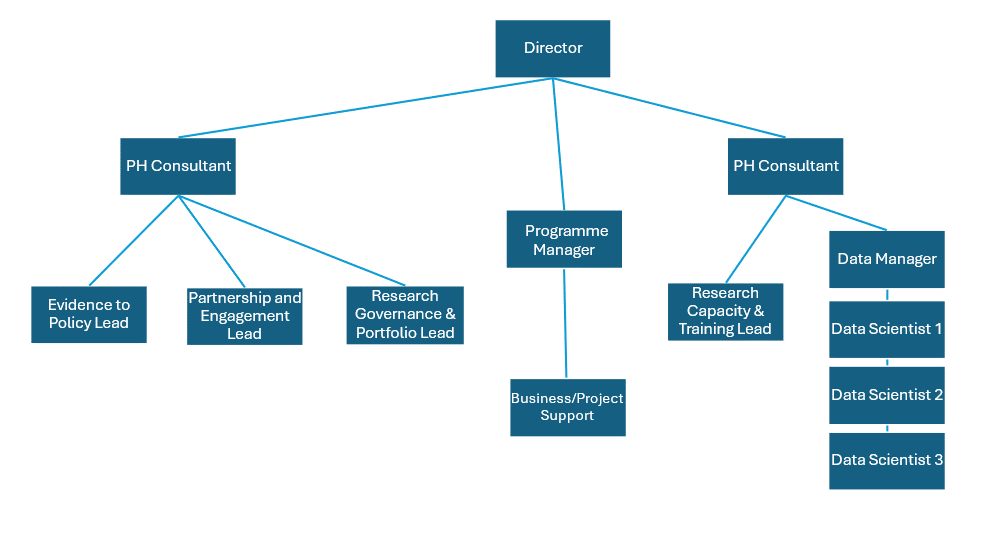 Director
PH Consultant
PH Consultant
Programme
Manager
Data Manager
Evidence to
Policy Lead
Partnership and
Engagement
Lead
Research
Governance &
Portfolio Lead
Research
Capacity &
Training Lead
Data Scientist 1
Data Scientist 2
Business/Project
Support
Data Scientist 3